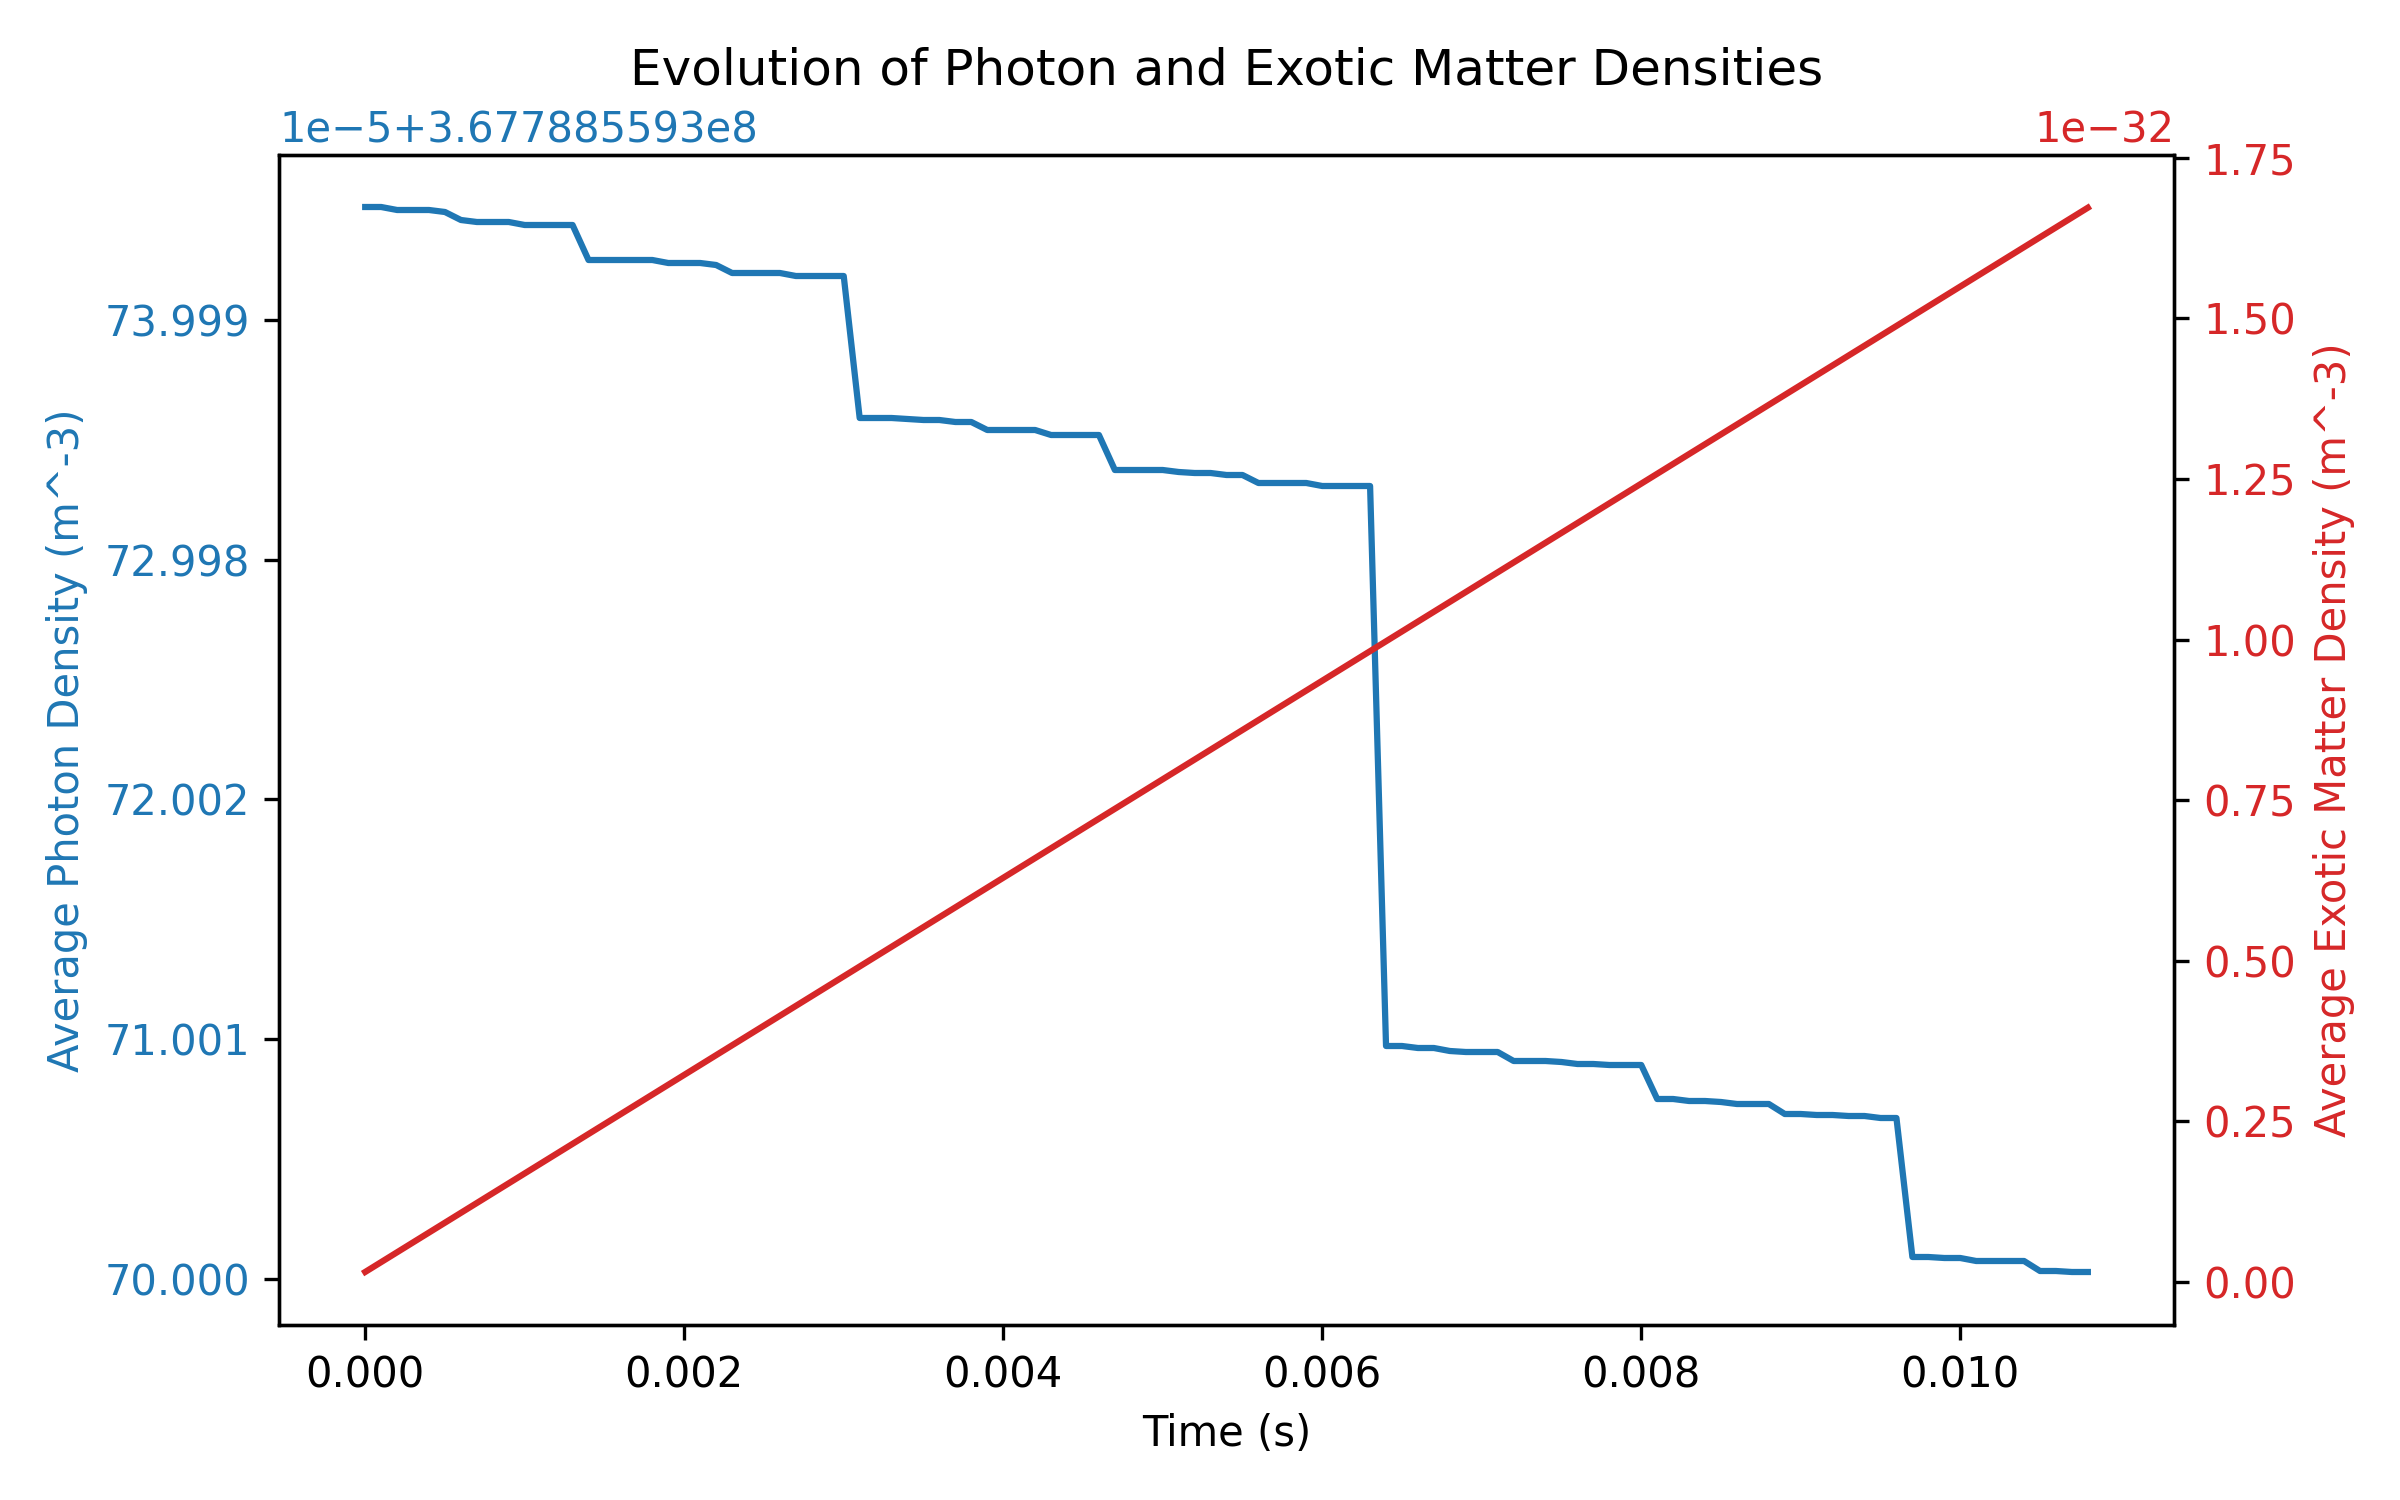 Evolution of Photon and Exotic Matter Densities
1e−5+3.677885593e8
1e−32
Average Photon Density (m^-3)
73.999
72.998
72.002
71.001
70.000
1.75
1.50
1.25
1.00
0.75
0.50
0.25
0.00
Average Exotic Matter Density (m^-3)
0.000 0.002 0.004 0.006 0.008 0.010
Time (s)